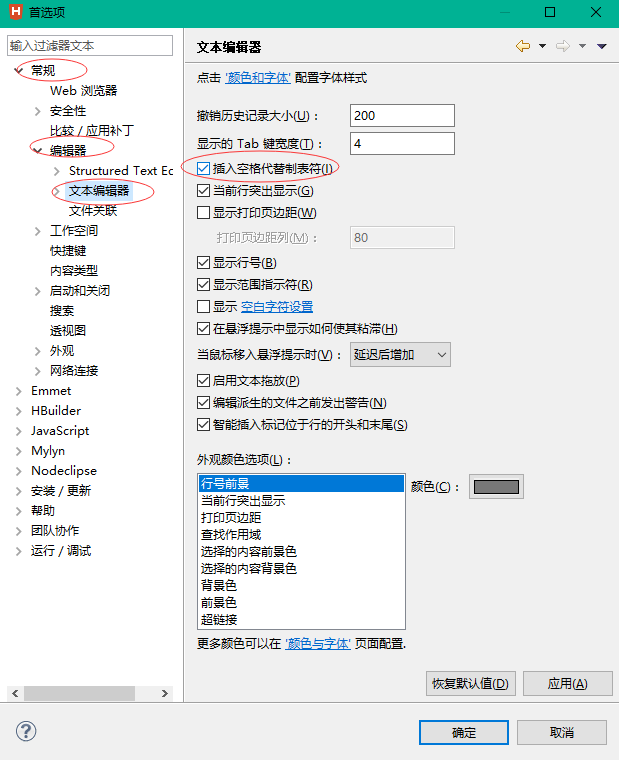 H 首选项
输入过滤器文本
常规
Web 浏览器
安全性
比较 / 应用补丁
编辑器
Structured Text Ec
文本编辑器
文件关联
工作空间
快捷键
内容类型
启动和关闭
搜索
透视图
外观
网络连接
Emmet
HBuilder
JavaScript
Mylyn
Nodeclipse
安装 / 更新
帮助
团队协作
运行 / 调试
文本编辑器
点击 '颜色和字体' 配置字体样式
撤销历史记录大小(U)： 200
显示的 Tab 键宽度(T)： 4
插入空格代替制表符(I)
当前行突出显示(G)
显示打印页边距(W)
打印页边距列(M)： 80
显示行号(B)
显示范围指示符(R)
显示 空白字符设置
在悬浮提示中显示如何使其粘滞(H)
当鼠标移入悬浮提示时(V)： 延迟后增加
启用文本拖放(P)
编辑派生的文件之前发出警告(N)
智能插入标记位于行的开头和末尾(S)
外观颜色选项(L)：
行号前景
当前行突出显示
打印页边距
查找作用域
选择的内容前景色
选择的内容背景色
背景色
前景色
超链接
颜色(C)：
更多颜色可以在 '颜色与字体' 页面配置.
恢复默认值(D) 应用(A)
? 确定 取消